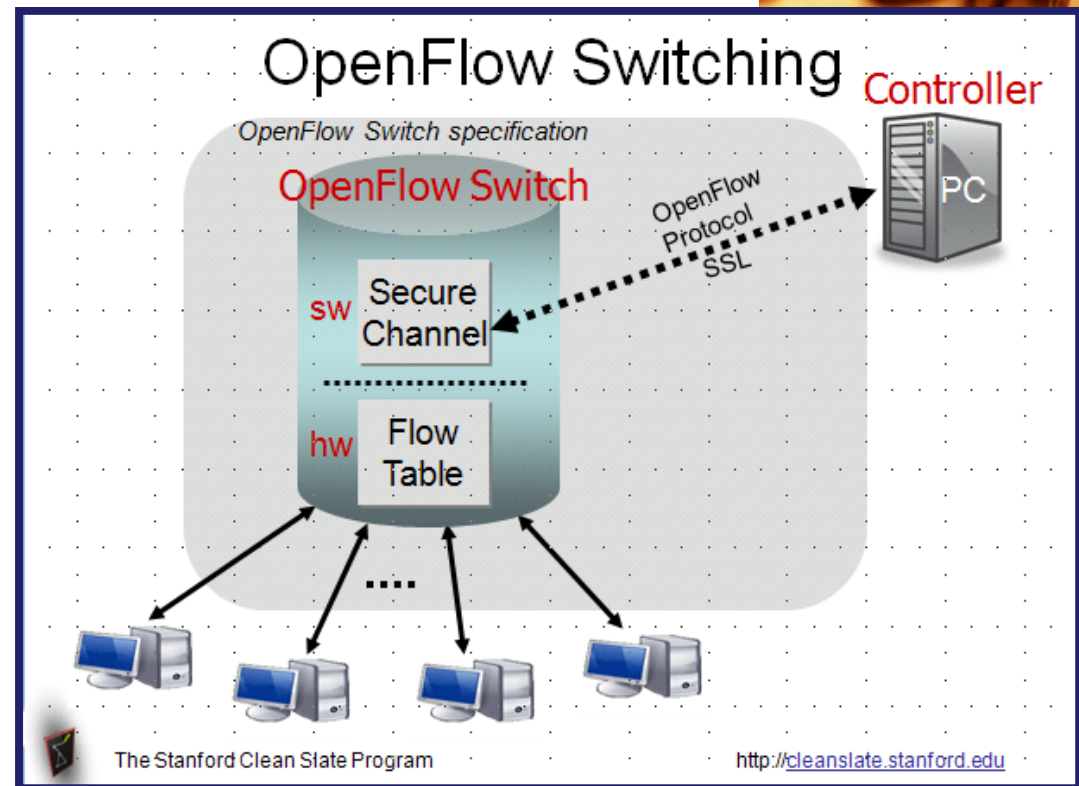 OpenFlow Switching
Controller
PC
OpenFlow Switch specification
OpenFlow Switch
OpenFlow
Protocol
SSL
sw
Secure
Channel
hw
Flow
Table
....
The Stanford Clean Slate Program
http://cleanslate.stanford.edu